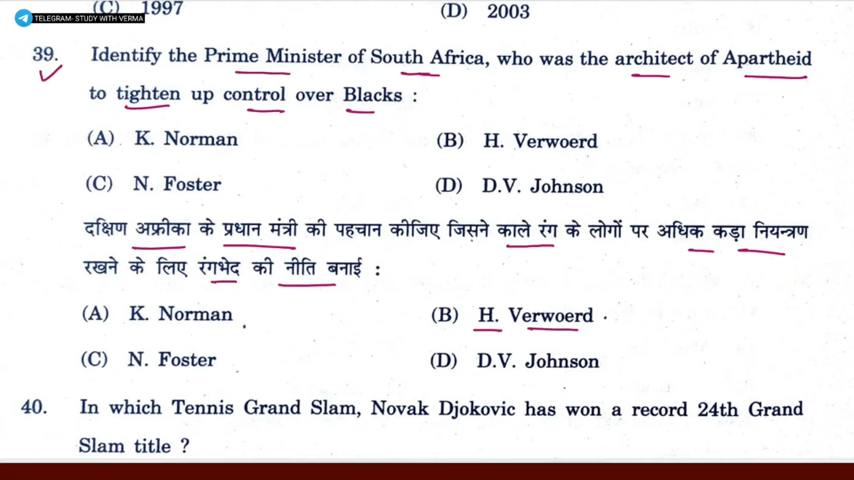 (C) 1997 (D) 2003
TELEGRAM- STUDY WITH VERMA
39. Identify the Prime Minister of South Africa, who was the architect of Apartheid
to tighten up control over Blacks :
(A) K. Norman (B) H. Verwoerd
(C) N. Foster (D) D.V. Johnson
दक्षिण अफ्रीका के प्रधान मंत्री की पहचान कीजिए जिसने काले रंग के लोगों पर अधिक कड़ा नियन्त्रण
रखने के लिए रंगभेद की नीति बनाई :
(A) K. Norman (B) H. Verwoerd
(C) N. Foster (D) D.V. Johnson
40. In which Tennis Grand Slam, Novak Djokovic has won a record 24th Grand
Slam title ?